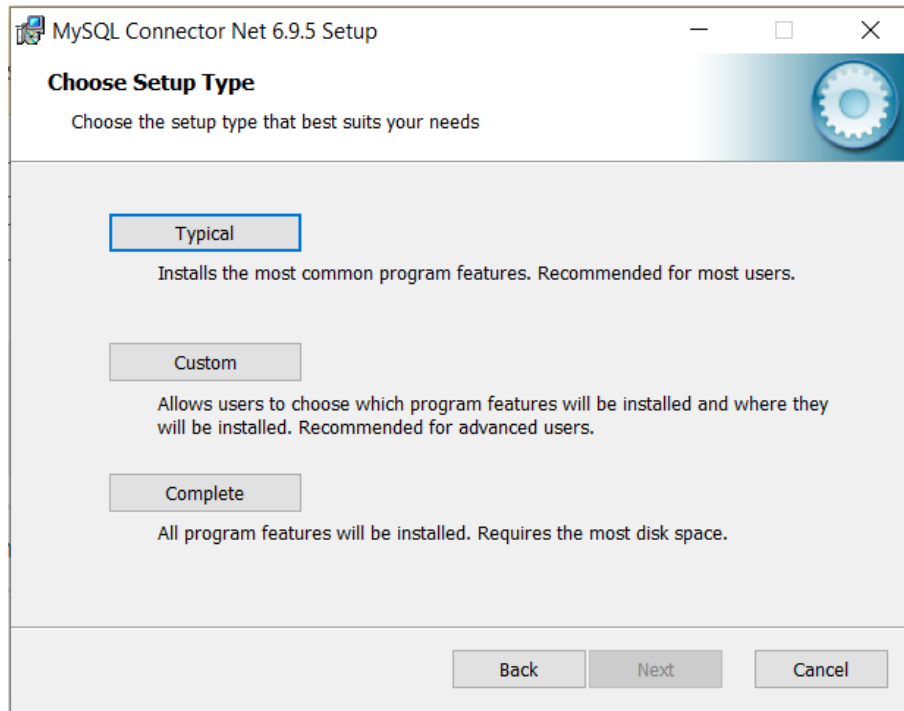 MySQL Connector Net 6.9.5 Setup
Choose Setup Type
Choose the setup type that best suits your needs
Typical
Installs the most common program features. Recommended for most users.
Custom
Allows users to choose which program features will be installed and where they
will be installed. Recommended for advanced users.
Complete
All program features will be installed. Requires the most disk space.
Back Next Cancel